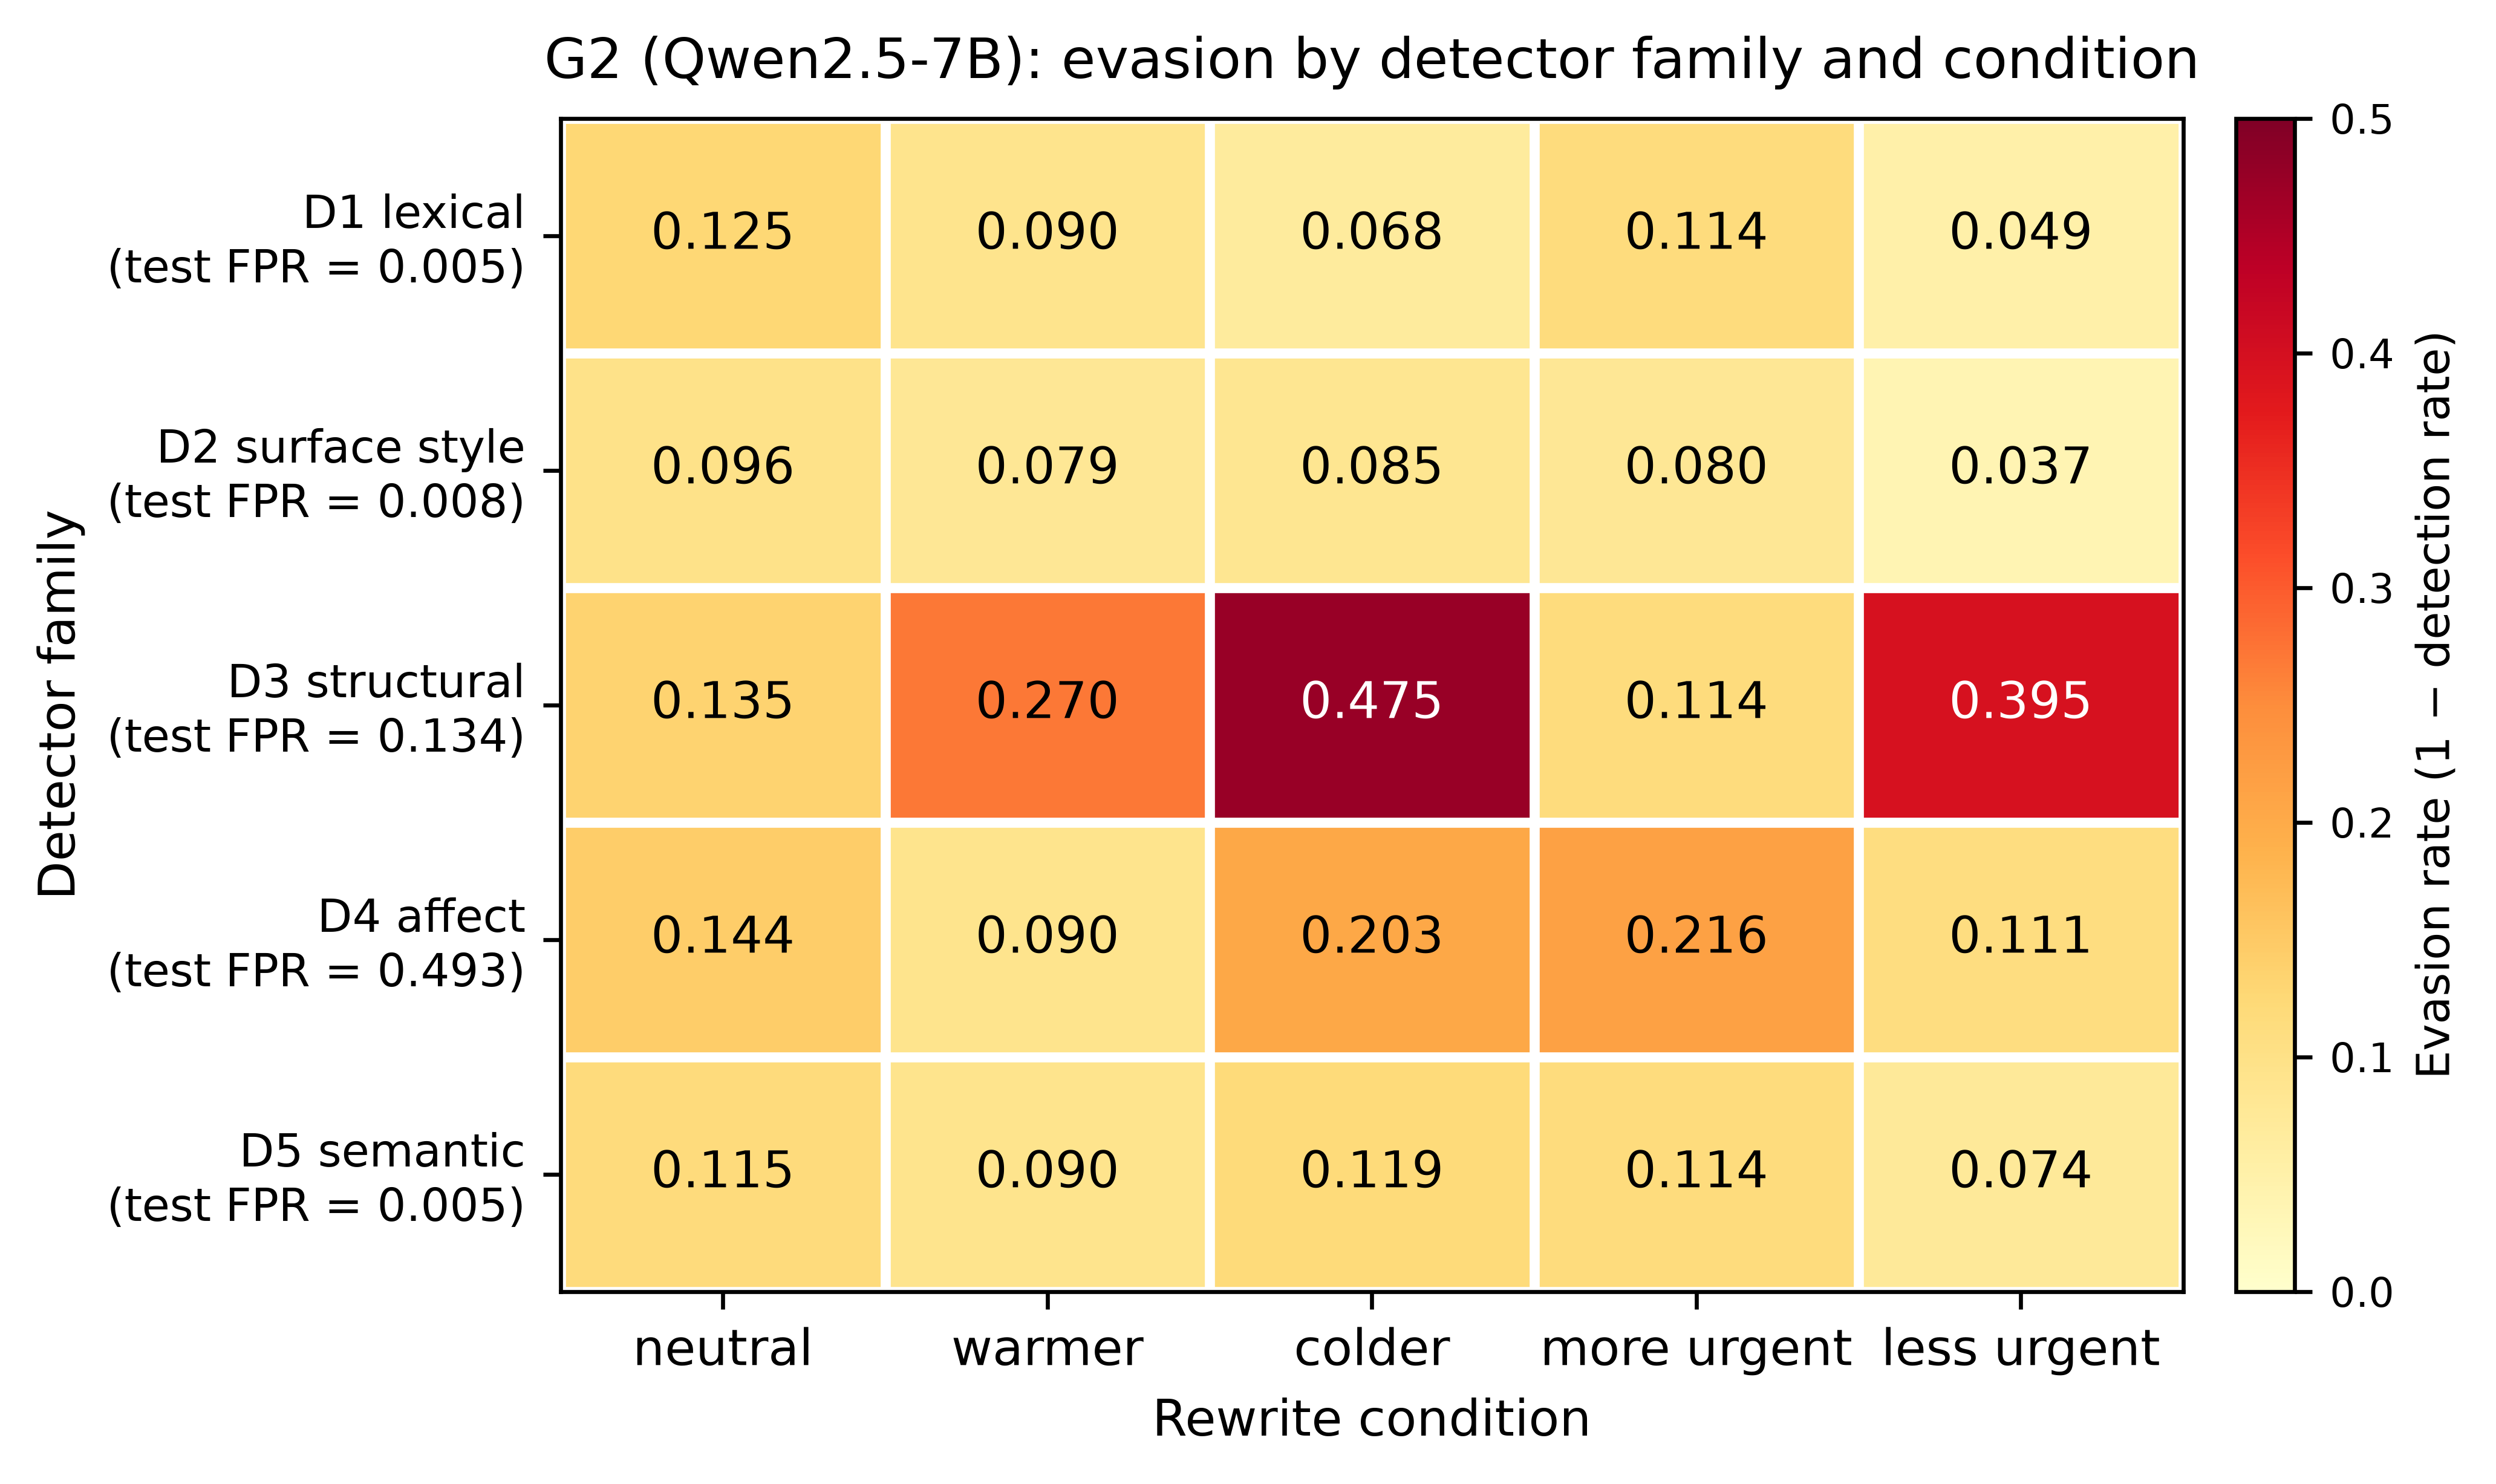 G2 (Qwen2.5-7B): evasion by detector family and condition
Detector family
D1 lexical
(test FPR = 0.005)
0.125 0.090 0.068 0.114 0.049
D2 surface style
(test FPR = 0.008)
0.096 0.079 0.085 0.080 0.037
D3 structural
(test FPR = 0.134)
0.135 0.270 0.475 0.114 0.395
D4 affect
(test FPR = 0.493)
0.144 0.090 0.203 0.216 0.111
D5 semantic
(test FPR = 0.005)
0.115 0.090 0.119 0.114 0.074
neutral warmer colder more urgent less urgent
Rewrite condition
0.5
0.4
0.3
0.2
0.1
0.0
Evasion rate (1 − detection rate)